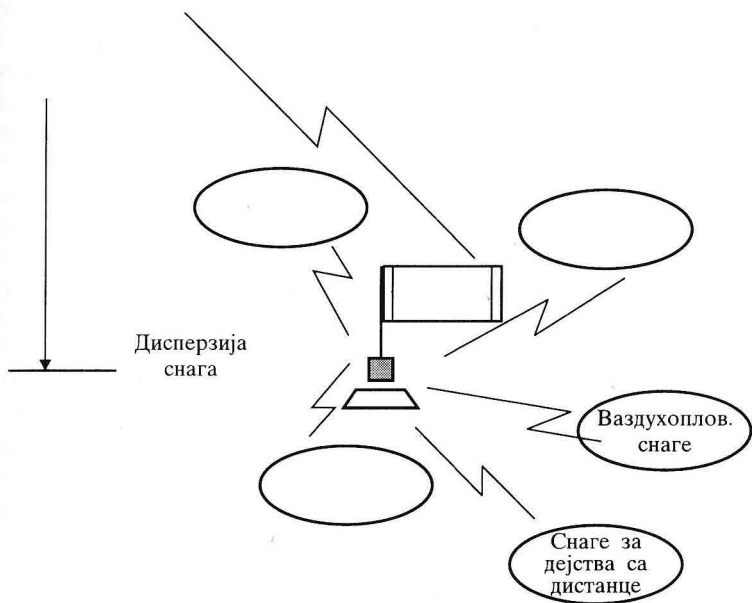 Дисперзија
снага
Ваздухоплов.
снаге
Снаге за
дејства са
дистанце